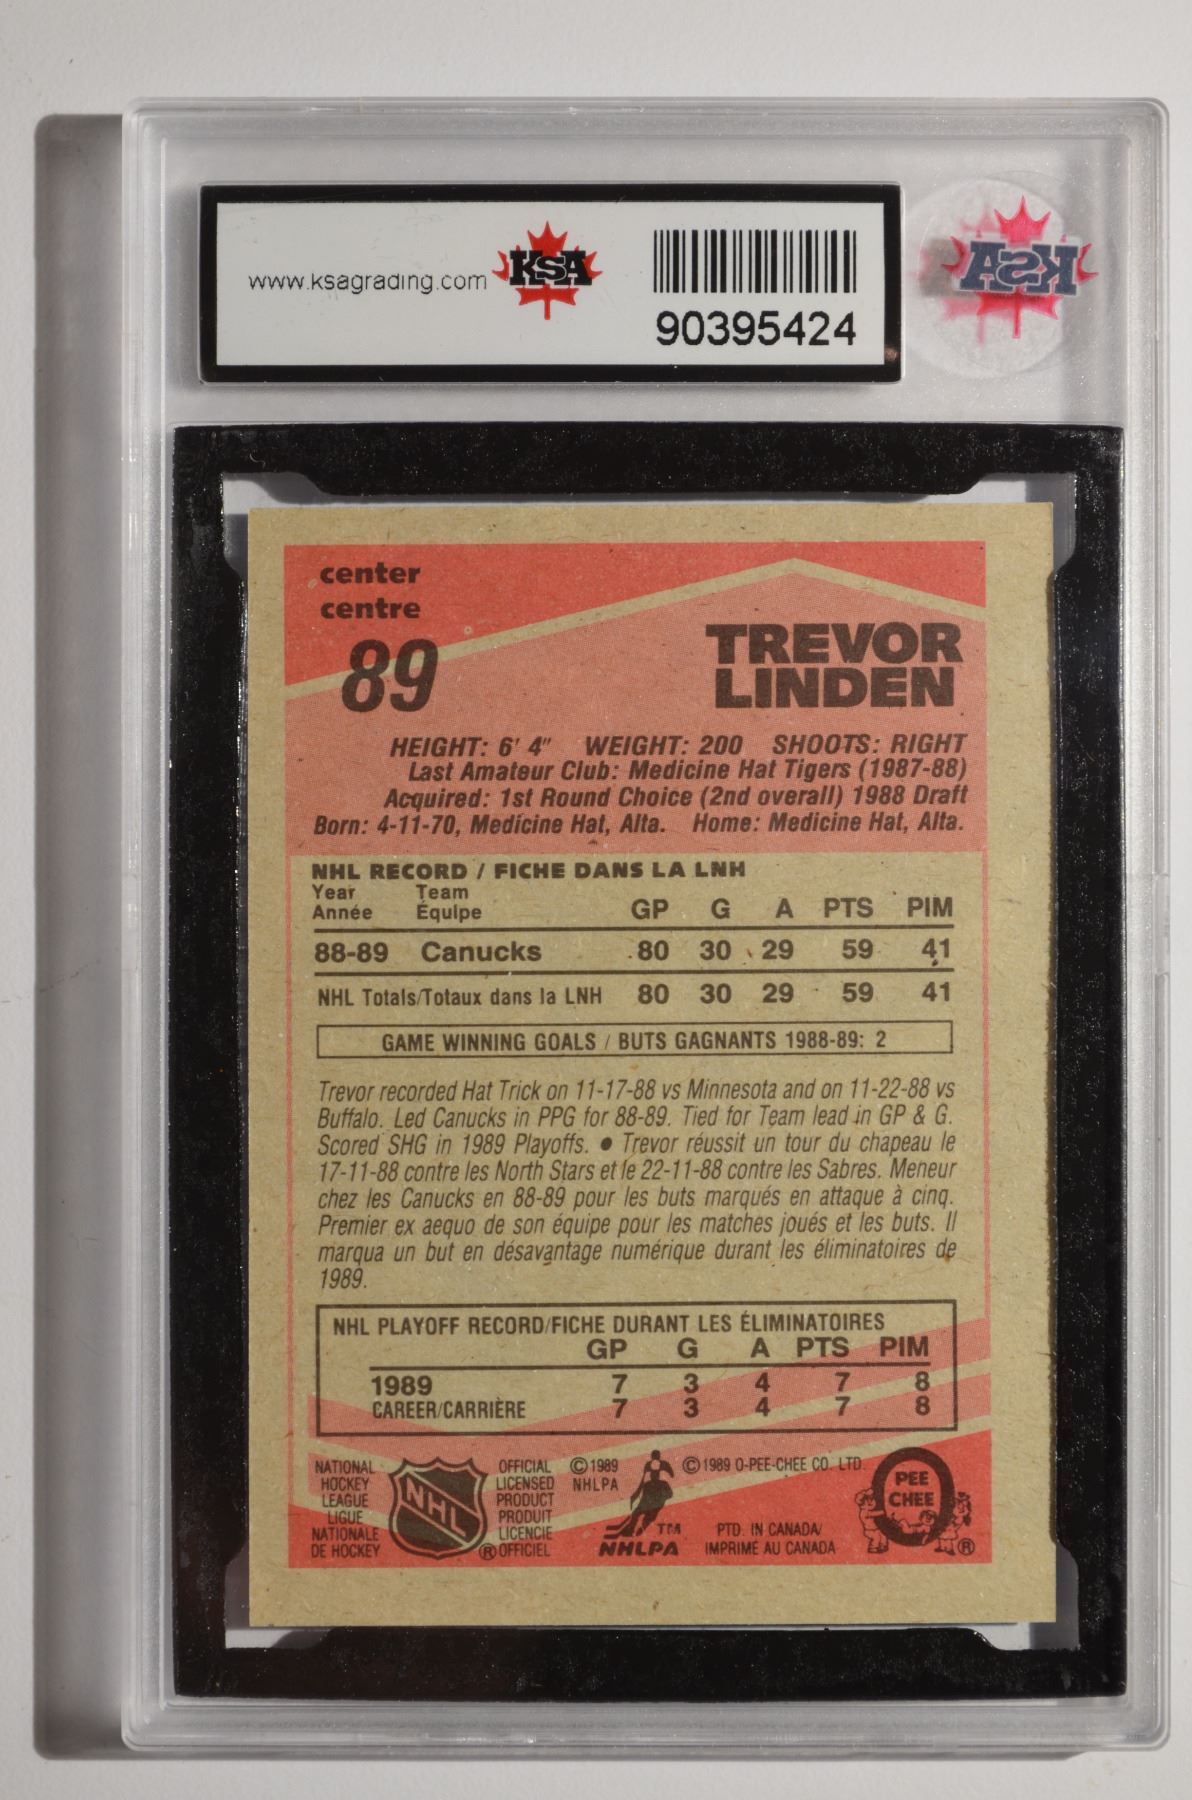 www.ksagrading.com
KSA
90395424
KSA
center
centre
89
TREVOR
LINDEN
HEIGHT: 6' 4" WEIGHT: 200 SHOOTS: RIGHT
Last Amateur Club: Medicine Hat Tigers (1987-88)
Acquired: 1st Round Choice (2nd overall) 1988 Draft
Born: 4-11-70, Medicine Hat, Alta. Home: Medicine Hat, Alta.
NHL RECORD / FICHE DANS LA LNH
Year Team
Année Équipe GP G A PTS PIM
88-89 Canucks 80 30 29 59 41
NHL Totals/Totaux dans la LNH 80 30 29 59 41
GAME WINNING GOALS / BUTS GAGNANTS 1988-89: 2
Trevor recorded Hat Trick on 11-17-88 vs Minnesota and on 11-22-88 vs
Buffalo. Led Canucks in PPG for 88-89. Tied for Team lead in GP & G.
Scored SHG in 1989 Playoffs. • Trevor réussit un tour du chapeau le
17-11-88 contre les North Stars et le 22-11-88 contre les Sabres. Meneur
chez les Canucks en 88-89 pour les buts marqués en attaque à cinq.
Premier ex aequo de son équipe pour les matches joués et les buts. Il
marqua un but en désavantage numérique durant les éliminatoires de
1989.
NHL PLAYOFF RECORD/FICHE DURANT LES ÉLIMINATOIRES
GP G A PTS PIM
1989 7 3 4 7 8
CAREER/CARRIÈRE 7 3 4 7 8
NATIONAL
HOCKEY
LEAGUE
LIGUE
NATIONALE
DE HOCKEY
NHL
®
OFFICIAL
LICENSED
PRODUCT
PRODUIT
LICENCIE
OFFICIEL
©1989
NHLPA
TM
NHLPA
©1989 O-PEE-CHEE CO. LTD.
PTD. IN CANADA/
IMPRIMÉ AU CANADA
PEE
CHEE
®